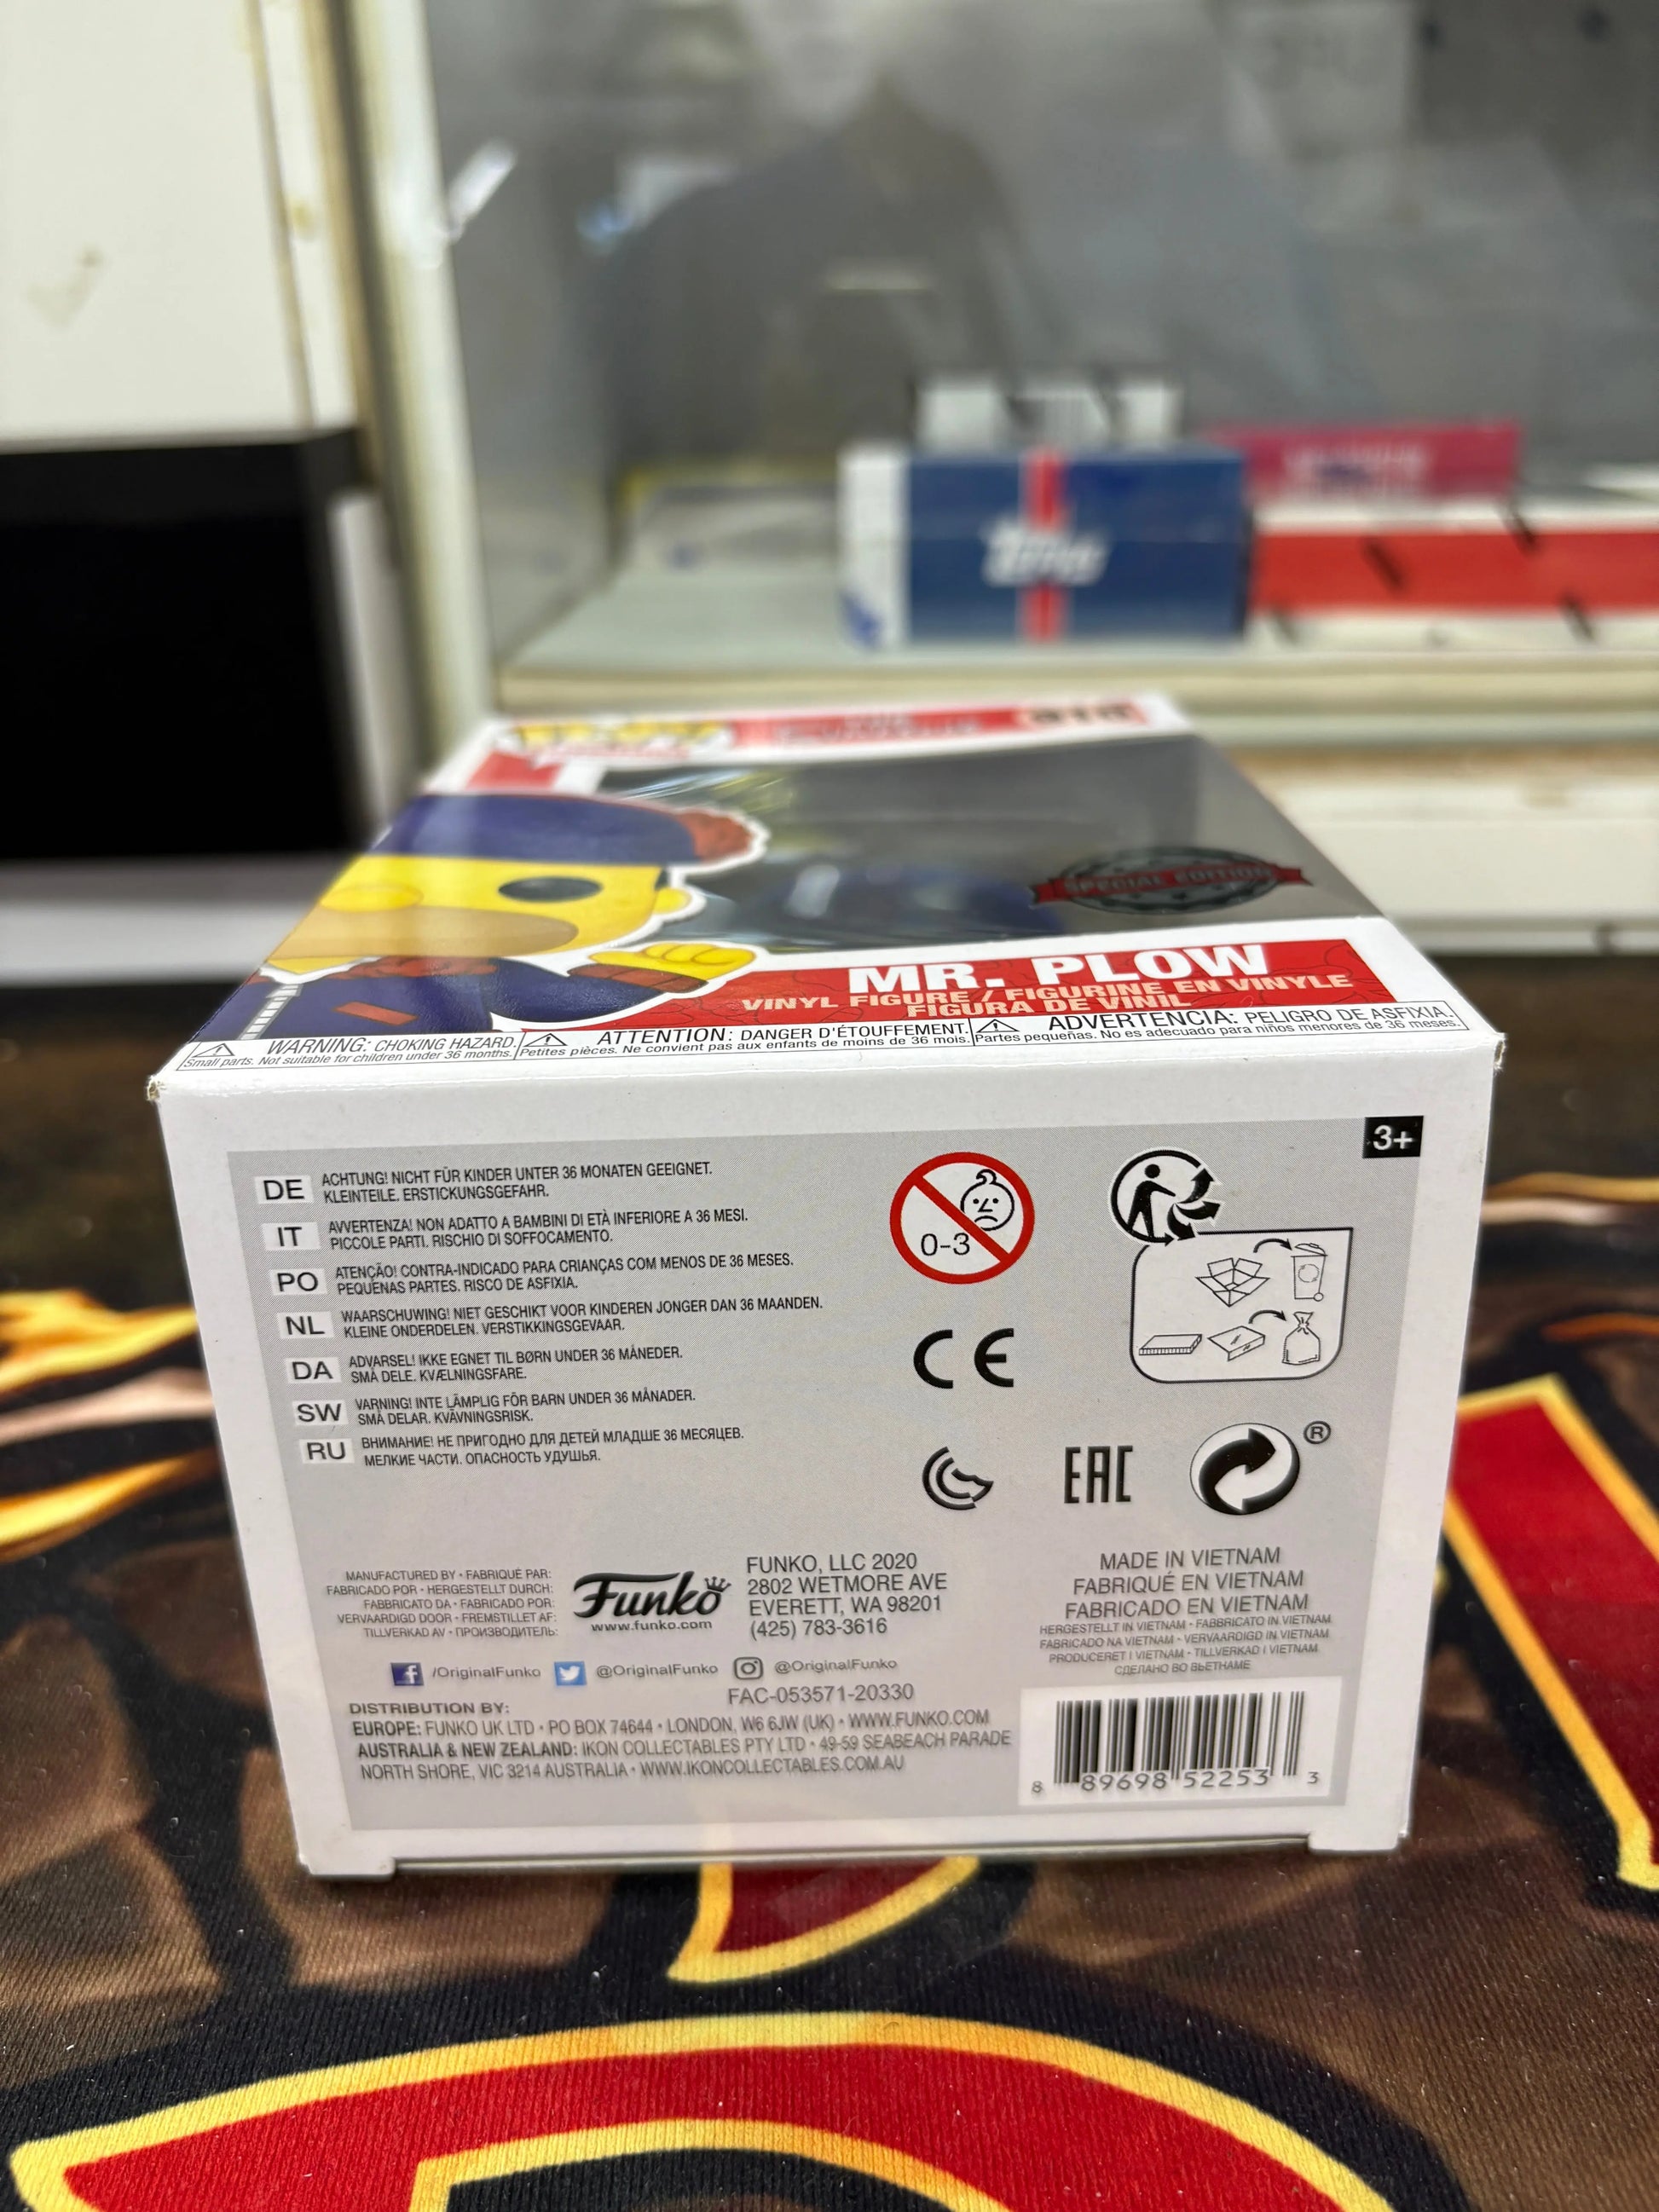 topps
910
SPECIAL EDITION
MR. PLOW
VINYL FIGURE / FIGURINE EN VINYLE
FIGURA DE VINIL
WARNING: CHOKING HAZARD.
Small parts. Not suitable for children under 36 months.
ATTENTION: DANGER D'ÉTOUFFEMENT.
Petites pièces. Ne convient pas aux enfants de moins de 36 mois.
ADVERTENCIA: PELIGRO DE ASFIXIA.
Partes pequeñas. No es adecuado para niños menores de 36 meses.
3+
DE ACHTUNG! NICHT FÜR KINDER UNTER 36 MONATEN GEEIGNET.
KLEINTEILE. ERSTICKUNGSGEFAHR.
IT AVVERTENZA! NON ADATTO A BAMBINI DI ETÀ INFERIORE A 36 MESI.
PICCOLE PARTI. RISCHIO DI SOFFOCAMENTO.
PO ATENÇÃO! CONTRA-INDICADO PARA CRIANÇAS COM MENOS DE 36 MESES.
PEQUENAS PARTES. RISCO DE ASFIXIA.
NL WAARSCHUWING! NIET GESCHIKT VOOR KINDEREN JONGER DAN 36 MAANDEN.
KLEINE ONDERDELEN. VERSTIKKINGSGEVAAR.
DA ADVARSEL! IKKE EGNET TIL BØRN UNDER 36 MÅNEDER.
SMÅ DELE. KVÆLNINGSFARE.
SW VARNING! INTE LÄMPLIG FÖR BARN UNDER 36 MÅNADER.
SMÅ DELAR. KVÄVNINGSRISK.
RU ВНИМАНИЕ! НЕ ПРИГОДНО ДЛЯ ДЕТЕЙ МЛАДШЕ 36 МЕСЯЦЕВ.
МЕЛКИЕ ЧАСТИ. ОПАСНОСТЬ УДУШЬЯ.
0-3
CE
EAC
®
MANUFACTURED BY • FABRIQUÉ PAR:
FABRICADO POR • HERGESTELLT DURCH:
FABBRICATO DA • FABRICADO POR:
VERVAARDIGD DOOR • FREMSTILLET AF:
TILLVERKAD AV • ПРОИЗВОДИТЕЛЬ:
Funko
www.funko.com
FUNKO, LLC 2020
2802 WETMORE AVE
EVERETT, WA 98201
(425) 783-3616
MADE IN VIETNAM
FABRIQUÉ EN VIETNAM
FABRICADO EN VIETNAM
HERGESTELLT IN VIETNAM • FABBRICATO IN VIETNAM
FABRICADO NA VIETNAM • VERVAARDIGD IN VIETNAM
PRODUCERET I VIETNAM • TILLVERKAD I VIETNAM
СДЕЛАНО ВО ВЬЕТНАМЕ
/OriginalFunko @OriginalFunko @OriginalFunko
FAC-053571-20330
DISTRIBUTION BY:
EUROPE: FUNKO UK LTD • PO BOX 74644 • LONDON, W6 6JW (UK) • WWW.FUNKO.COM
AUSTRALIA & NEW ZEALAND: IKON COLLECTABLES PTY LTD • 49-59 SEABEACH PARADE
NORTH SHORE, VIC 3214 AUSTRALIA • WWW.IKONCOLLECTABLES.COM.AU
8 89698 52253 3